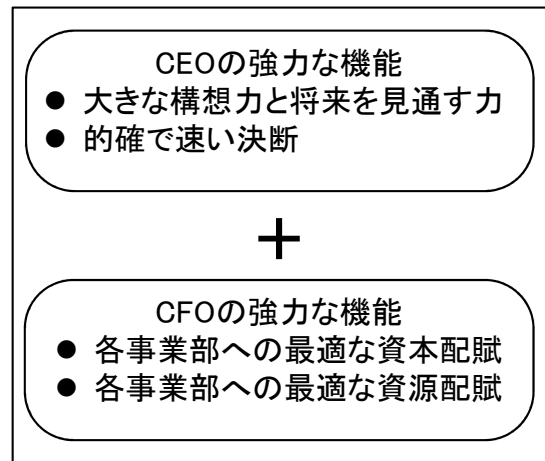 CEOの強力な機能
● 大きな構想力と将来を見通す力
● 的確で速い決断
＋
CFOの強力な機能
● 各事業部への最適な資本配賦
● 各事業部への最適な資源配賦